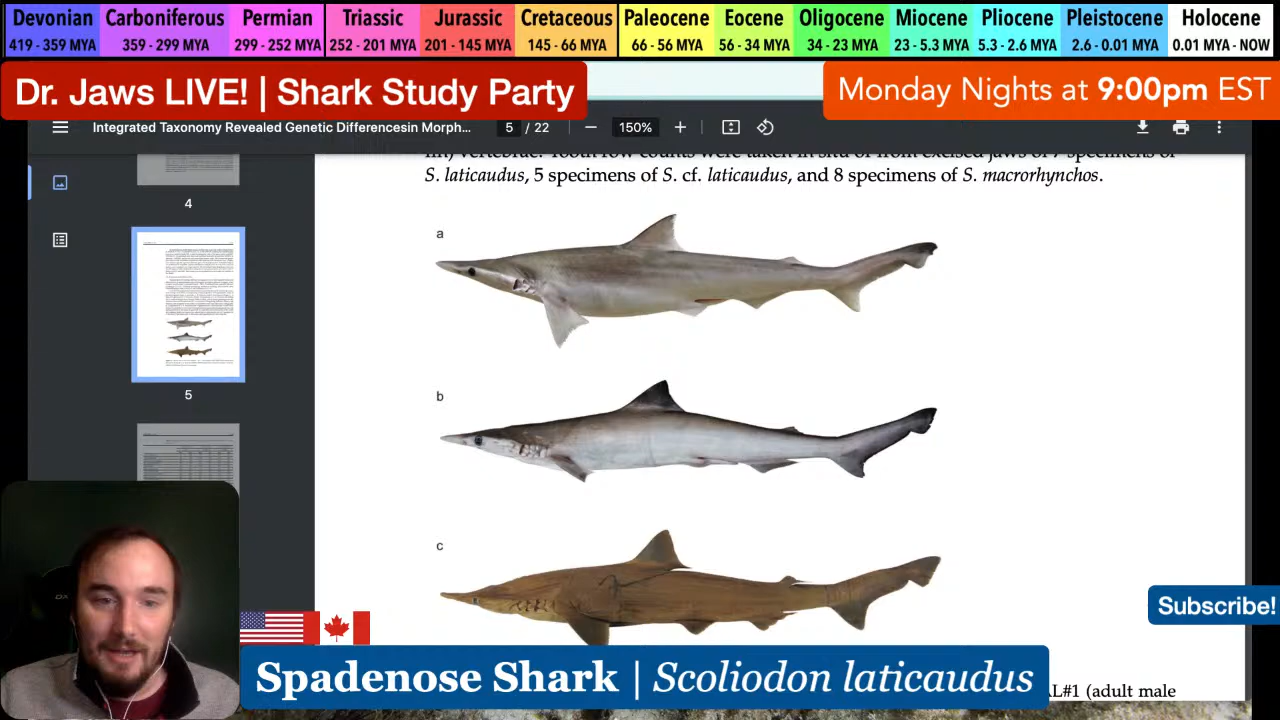 Devonian Carboniferous Permian Triassic Jurassic Cretaceous Paleocene Eocene Oligocene Miocene Pliocene Pleistocene Holocene
419 - 359 MYA 359 - 299 MYA 299 - 252 MYA 252 - 201 MYA 201 - 145 MYA 145 - 66 MYA 66 - 56 MYA 56 - 34 MYA 34 - 23 MYA 23 - 5.3 MYA 5.3 - 2.6 MYA 2.6 - 0.01 MYA 0.01 MYA - NOW
Dr. Jaws LIVE! | Shark Study Party
Monday Nights at 9:00pm EST
Integrated Taxonomy Revealed Genetic Differencesin Morph... 5 / 22 150%
S. laticaudus, 5 specimens of S. cf. laticaudus, and 8 specimens of S. macrorhynchos.
4
5
a
b
c
Subscribe!
Spadenose Shark | Scoliodon laticaudus
AL#1 (adult male